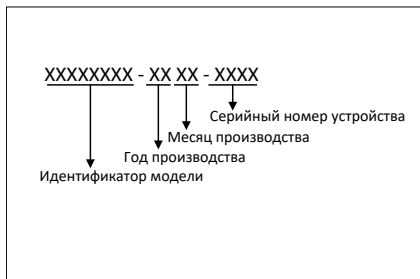 XXXXXXXX - XX XX - XXXX
Серийный номер устройства
Месяц производства
Год производства
Идентификатор модели